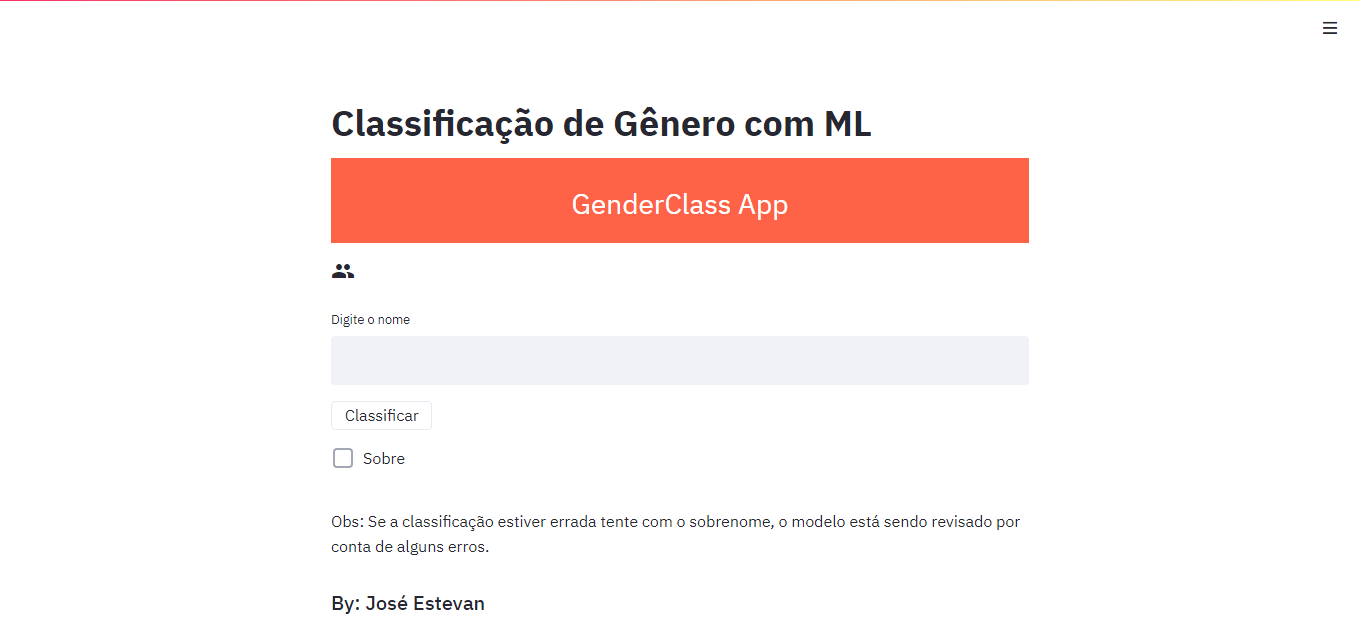 Classificação de Gênero com ML
GenderClass App
Digite o nome
Classificar
Sobre
Obs: Se a classificação estiver errada tente com o sobrenome, o modelo está sendo revisado por
conta de alguns erros.
By: José Estevan